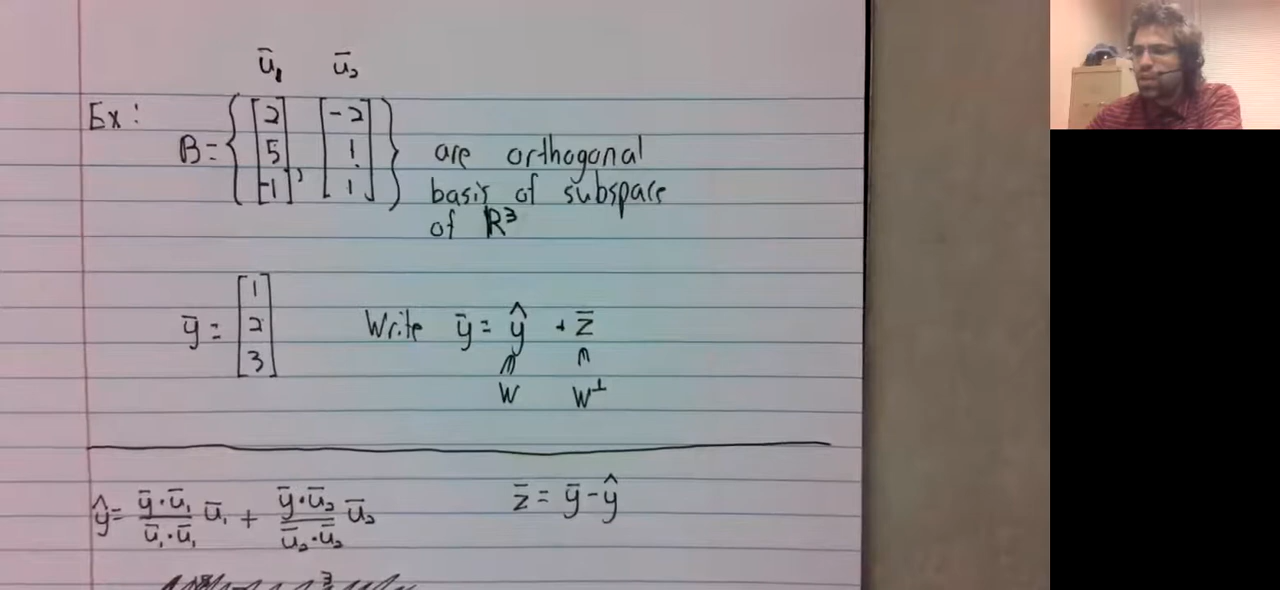 ū₁ ū₂
Ex: B = { [2 5 -1], [-2 1 1] } are orthogonal
basis of subspace
of ℝ³
ȳ = [1 2 3] Write ȳ = ŷ + z̄
⋒ ⋒
W W⊥
ŷ = ȳ·ū₁/ū₁·ū₁ ū₁ + ȳ·ū₂/ū₂·ū₂ ū₂ z̄ = ȳ - ŷ